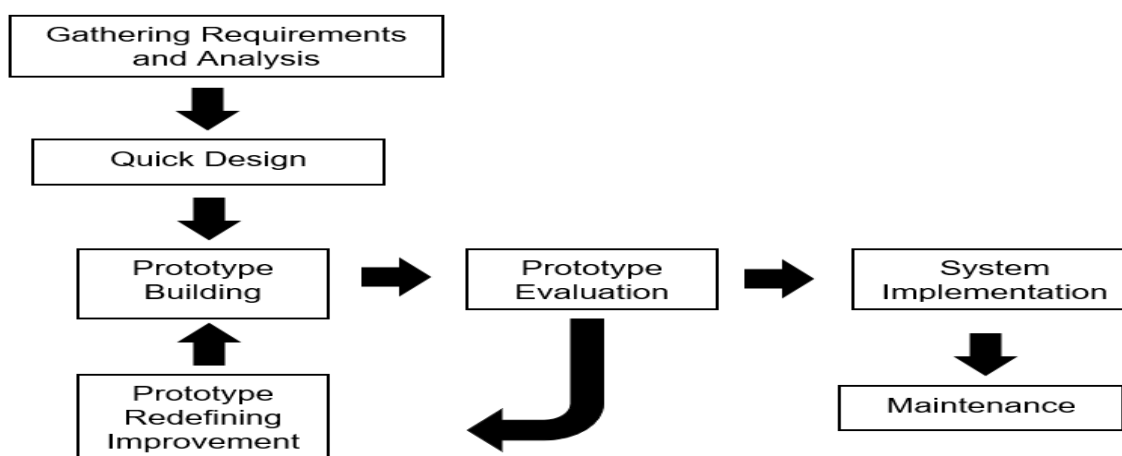 Gathering Requirements
and Analysis
Quick Design
Prototype
Building
Prototype
Evaluation
System
Implementation
Prototype
Redefining
Improvement
Maintenance